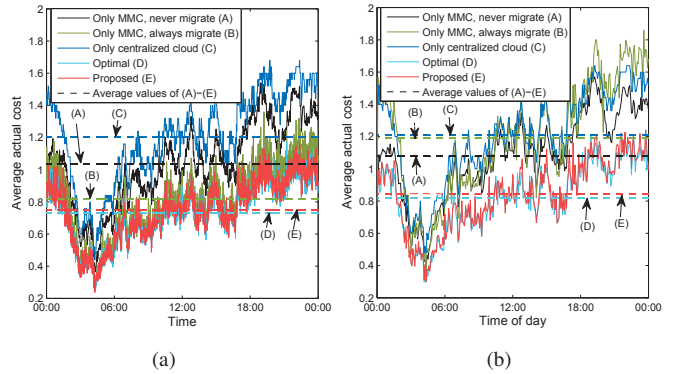 Only MMC, never migrate (A)
Only MMC, always migrate (B)
Only centralized cloud (C)
Optimal (D)
Proposed (E)
Average values of (A)−(E)
Average actual cost
1.8
1.6
1.4
1.2
1
0.8
0.6
0.4
0.2
(A)
(C)
(B)
(D)
(E)
00:00
06:00
12:00
18:00
00:00
Time
(a)
Only MMC, never migrate (A)
Only MMC, always migrate (B)
Only centralized cloud (C)
Optimal (D)
Proposed (E)
Average values of (A)−(E)
Average actual cost
2
1.8
1.6
1.4
1.2
1
0.8
0.6
0.4
0.2
(B)
(C)
(A)
(D)
(E)
00:00
06:00
12:00
18:00
00:00
Time of day
(b)